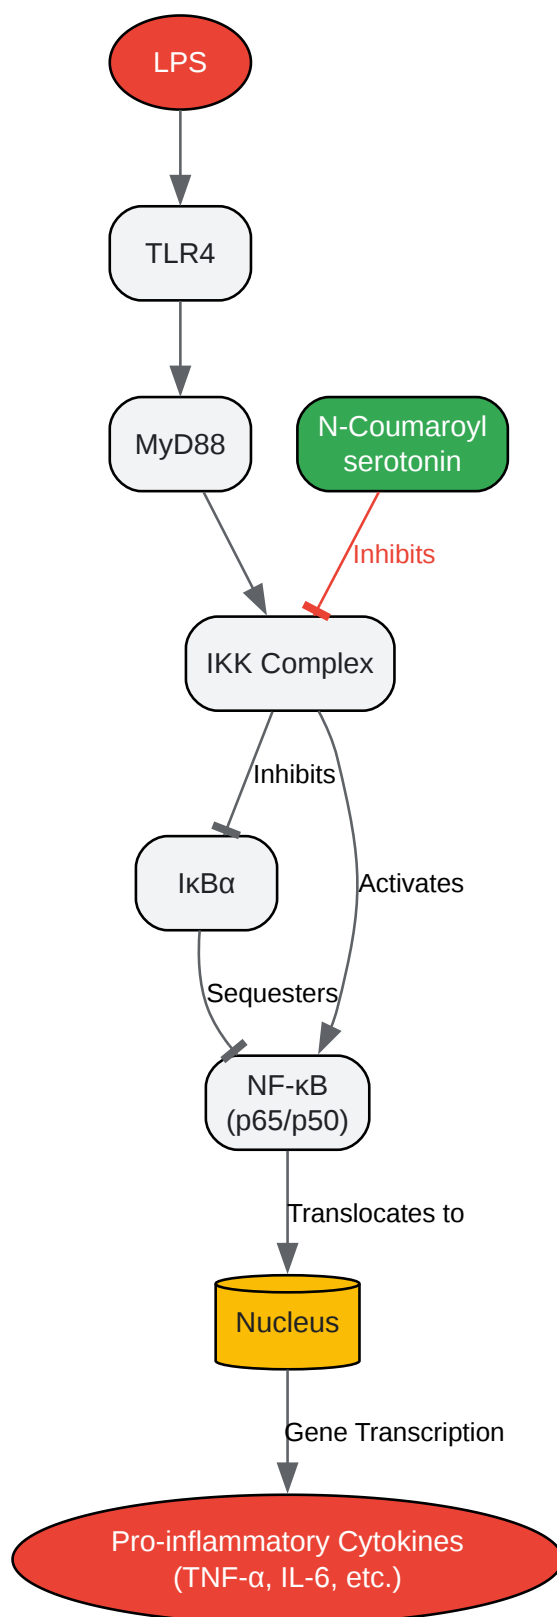 LPS
TLR4
MyD88
N-Coumaroyl
serotonin
Inhibits
IKK Complex
Inhibits
IκBα
Activates
Sequesters
NF-κB
(p65/p50)
Translocates to
Nucleus
Gene Transcription
Pro-inflammatory Cytokines
(TNF-α, IL-6, etc.)